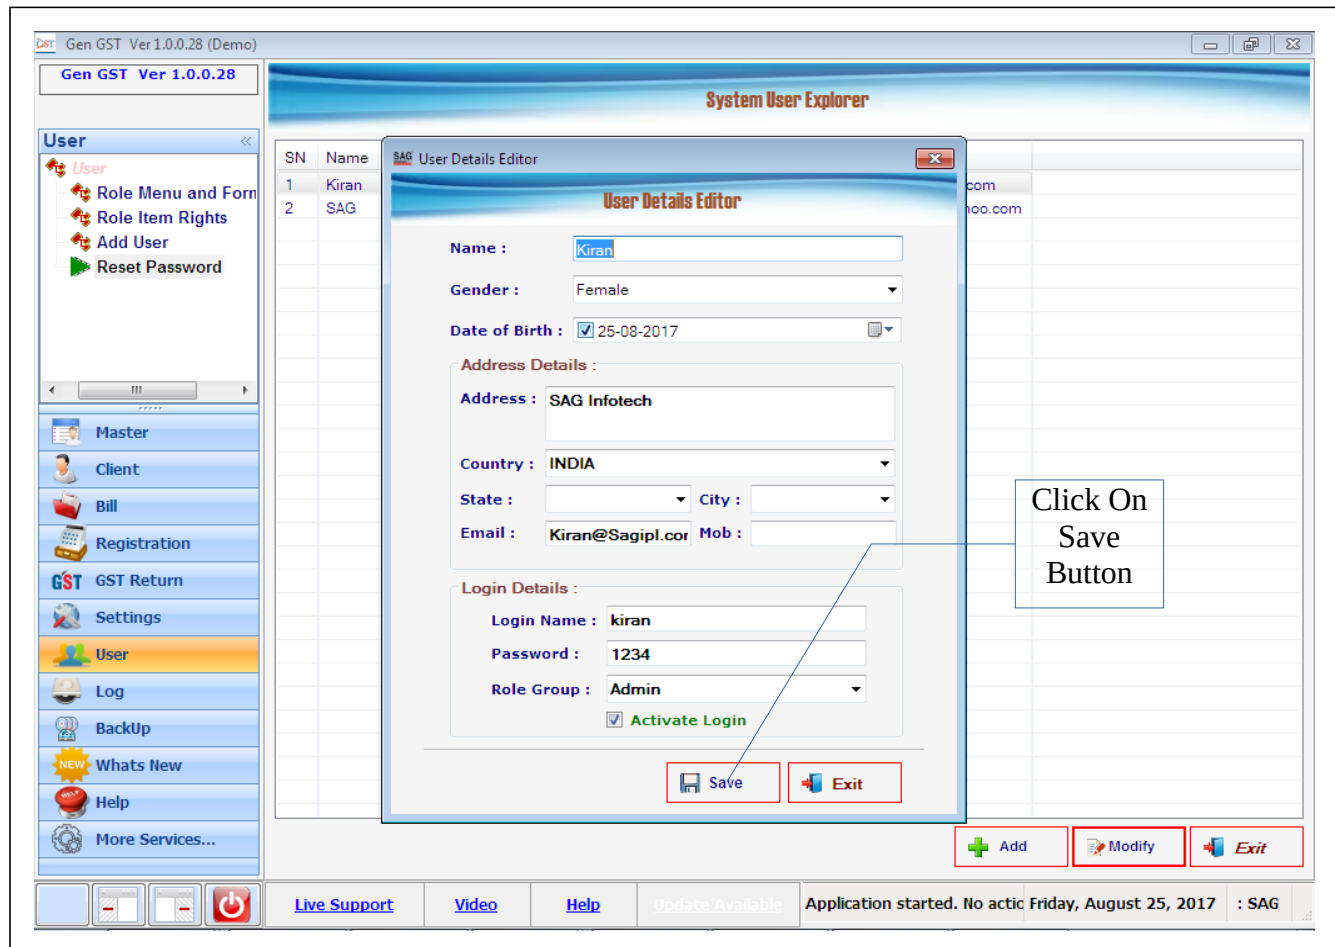 GST Gen GST Ver 1.0.0.28 (Demo)
Gen GST Ver 1.0.0.28
System User Explorer
User
User
Role Menu and Forn
Role Item Rights
Add User
Reset Password
SN Name
1 Kiran com
2 SAG hoo.com
SAG User Details Editor
User Details Editor
Name : Kiran
Gender : Female
Date of Birth : 25-08-2017
Address Details :
Address : SAG Infotech
Country : INDIA
State : City :
Email : Kiran@Sagipl.cor Mob :
Login Details :
Login Name : kiran
Password : 1234
Role Group : Admin
Activate Login
Save Exit
Click On
Save
Button
Master
Client
Bill
Registration
GST GST Return
Settings
User
Log
BackUp
NEW Whats New
Help
More Services...
Add Modify Exit
Live Support Video Help Update Available Application started. No actic Friday, August 25, 2017 : SAG